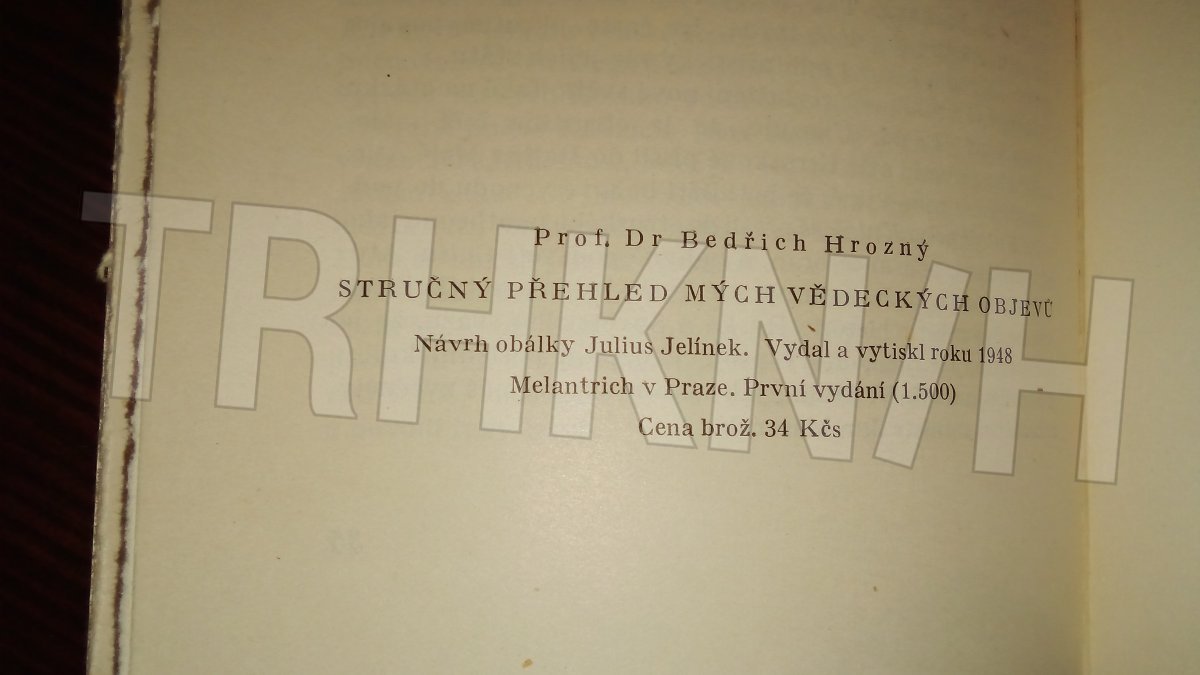 Prof. Dr Bedřich Hrozný
STRUČNÝ PŘEHLED MÝCH VĚDECKÝCH OBJEVŮ
Návrh obálky Julius Jelínek. Vydal a vytiskl roku 1948
Melantrich v Praze. První vydání (1.500)
Cena brož. 34 Kčs
TRHKNIH